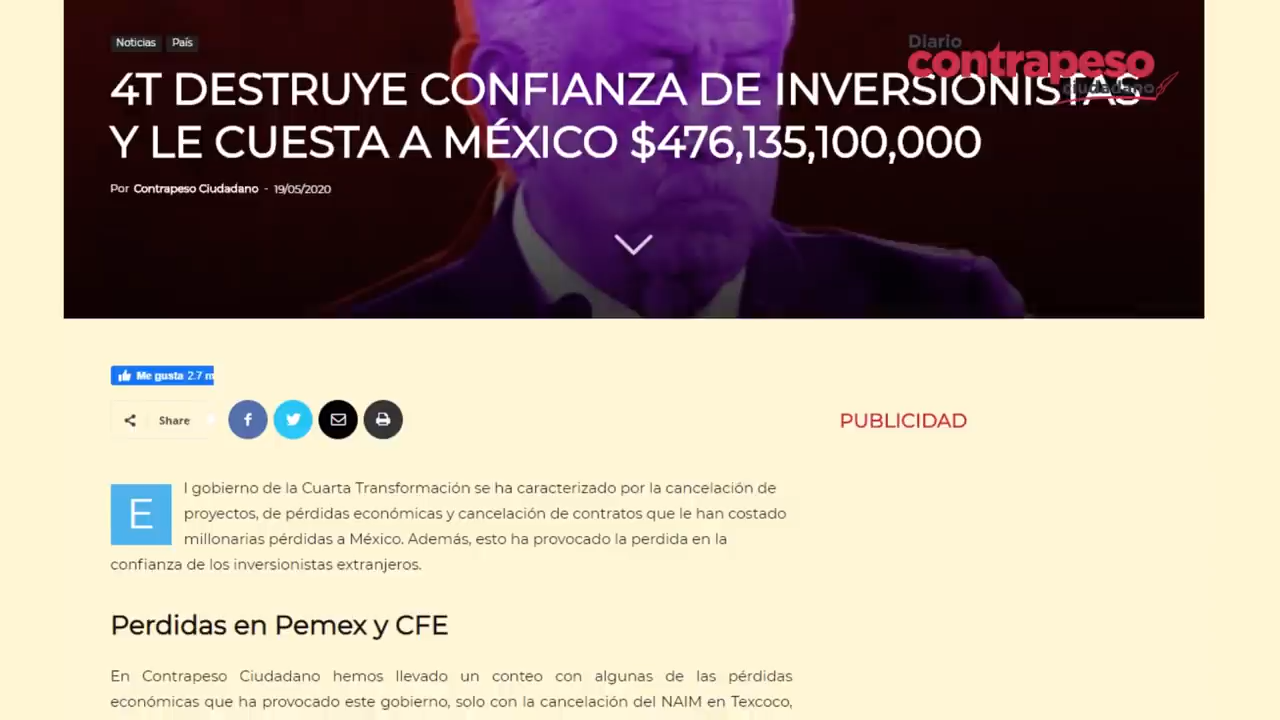 Noticias País
Diario
contrapeso
ciudadano
4T DESTRUYE CONFIANZA DE INVERSIONISTAS
Y LE CUESTA A MÉXICO $476,135,100,000
Por Contrapeso Ciudadano - 19/05/2020
Me gusta 2.7 m
Share
PUBLICIDAD
El gobierno de la Cuarta Transformación se ha caracterizado por la cancelación de
proyectos, de pérdidas económicas y cancelación de contratos que le han costado
millonarias pérdidas a México. Además, esto ha provocado la perdida en la
confianza de los inversionistas extranjeros.
Perdidas en Pemex y CFE
En Contrapeso Ciudadano hemos llevado un conteo con algunas de las pérdidas
económicas que ha provocado este gobierno, solo con la cancelación del NAIM en Texcoco,